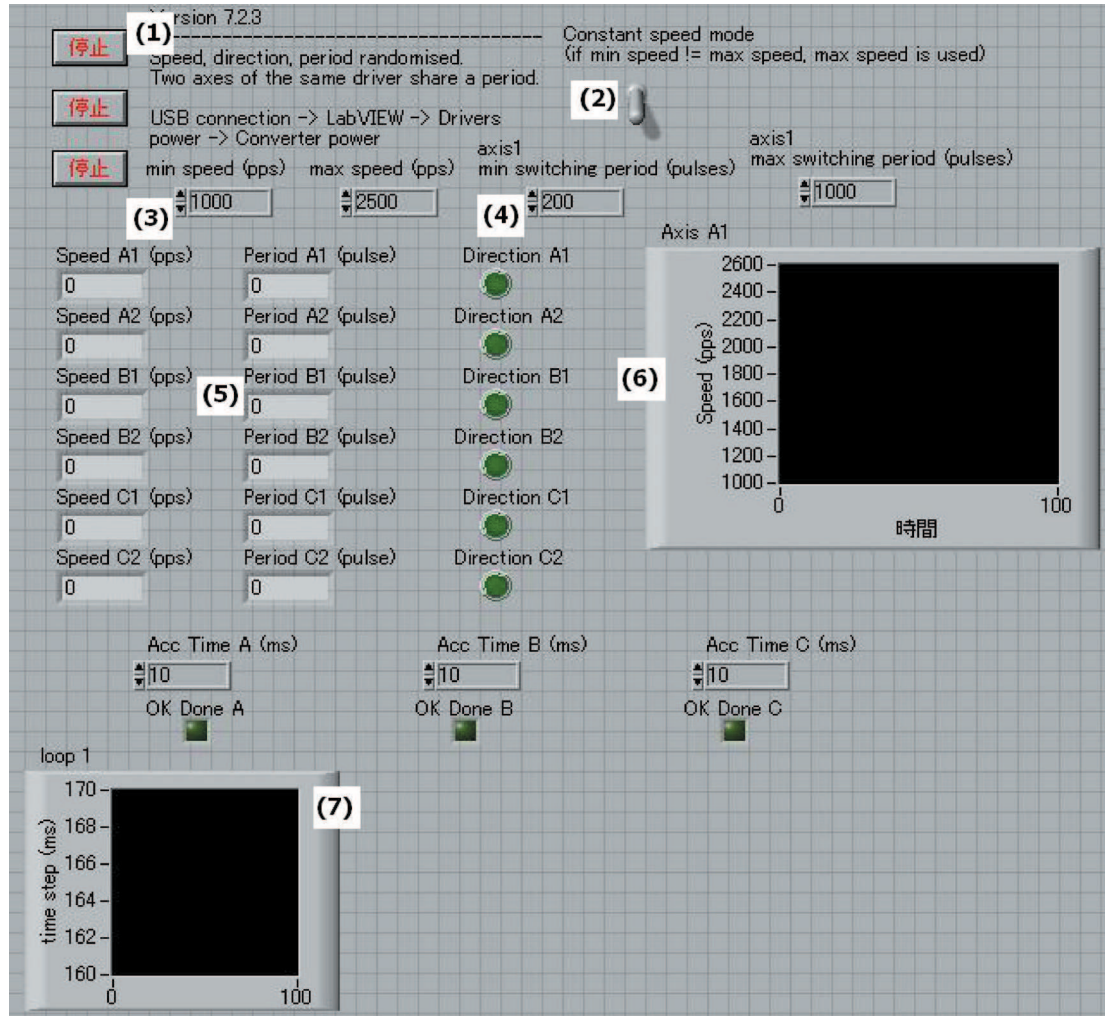 Version 7.2.3
(1)
停止
Speed, direction, period randomised.
Two axes of the same driver share a period.
停止
USB connection -> LabVIEW -> Drivers
power -> Converter power
停止
Constant speed mode
(if min speed != max speed, max speed is used)
(2)
min speed (pps)
1000
(3)
max speed (pps)
2500
axis1
min switching period (pulses)
200
(4)
axis1
max switching period (pulses)
1000
Speed A1 (pps) Period A1 (pulse) Direction A1
0 0
Speed A2 (pps) Period A2 (pulse) Direction A2
0 0
Speed B1 (pps) Period B1 (pulse) Direction B1
(5)
0 0
Speed B2 (pps) Period B2 (pulse) Direction B2
0 0
Speed C1 (pps) Period C1 (pulse) Direction C1
0 0
Speed C2 (pps) Period C2 (pulse) Direction C2
0 0
Axis A1
(6)
Speed (pps)
2600
2400
2200
2000
1800
1600
1400
1200
1000
0 100
時間
Acc Time A (ms) Acc Time B (ms) Acc Time C (ms)
10 10 10
OK Done A OK Done B OK Done C
loop 1
(7)
time step (ms)
170
168
166
164
162
160
0 100